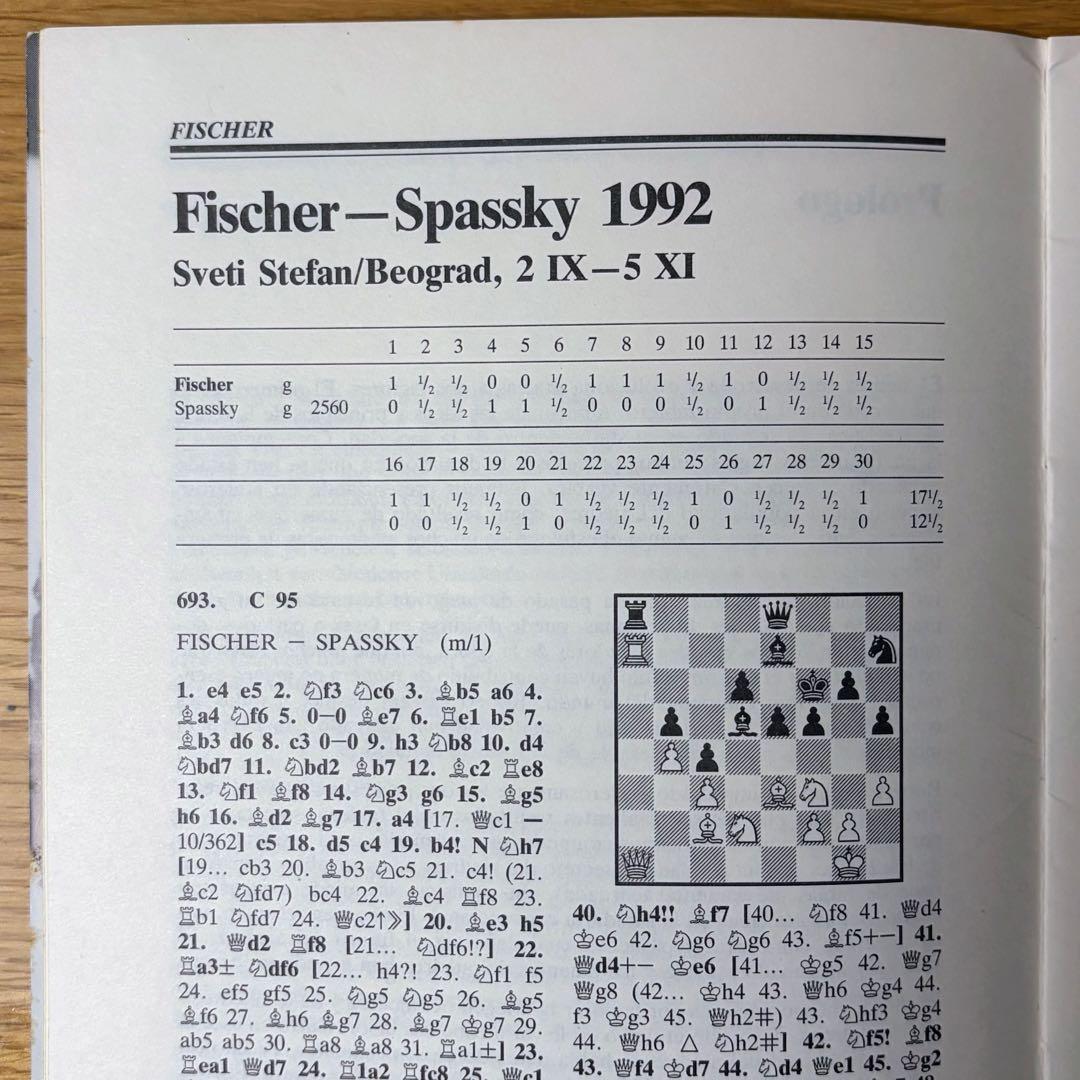 FISCHER
Fischer—Spassky 1992
Sveti Stefan/Beograd, 2 IX—5 XI
1 2 3 4 5 6 7 8 9 10 11 12 13 14 15
Fischer g 1 ½ ½ 0 0 ½ 1 1 1 ½ 1 0 ½ ½ ½
Spassky g 2560 0 ½ ½ 1 1 ½ 0 0 0 ½ 0 1 ½ ½ ½
16 17 18 19 20 21 22 23 24 25 26 27 28 29 30
1 1 ½ ½ 0 1 ½ ½ ½ 1 0 ½ ½ ½ 1 17½
0 0 ½ ½ 1 0 ½ ½ ½ 0 1 ½ ½ ½ 0 12½
693. C 95
FISCHER – SPASSKY (m/1)
1. e4 e5 2. ♘f3 ♘c6 3. ♗b5 a6 4.
♗a4 ♘f6 5. 0—0 ♗e7 6. ♖e1 b5 7.
♗b3 d6 8. c3 0—0 9. h3 ♘b8 10. d4
♘bd7 11. ♘bd2 ♗b7 12. ♗c2 ♖e8
13. ♘f1 ♗f8 14. ♘g3 g6 15. ♗g5
h6 16. ♗d2 ♗g7 17. a4 [17. ♕c1 —
10/362] c5 18. d5 c4 19. b4! N ♘h7
[19... cb3 20. ♗b3 ♘c5 21. c4! (21.
♗c2 ♘fd7) bc4 22. ♗c4 ♖f8 23.
♖b1 ♘fd7 24. ♕c2↑⟫] 20. ♗e3 h5
21. ♕d2 ♖f8 [21... ♘df6!?] 22.
♖a3± ♘df6 [22... h4?! 23. ♘f1 f5
24. ef5 gf5 25. ♘g5 ♘g5 26. ♗g5
♗f6 27. ♗h6 ♗g7 28. ♗g7 ♔g7 29.
ab5 ab5 30. ♖a8 ♗a8 31. ♖a1±] 23.
♖ea1 ♕d7 24. ♖1a2 ♖fc8 25. ♕c1
40. ♘h4!! ♗f7 [40... ♘f8 41. ♕d4
♔e6 42. ♘g6 ♘g6 43. ♗f5+−] 41.
♕d4+− ♔e6 [41... ♔g5 42. ♕g7
♕g8 (42... ♔h4 43. ♕h6 ♔g4 44.
f3 ♔g3 45. ♕h2#) 43. ♘hf3 ♔g4
44. ♕h6 △ ♘h2#] 42. ♘f5! ♗f8
43. ♕f4 ♔d7 44. ♘d4 ♕e1 45. ♔g2